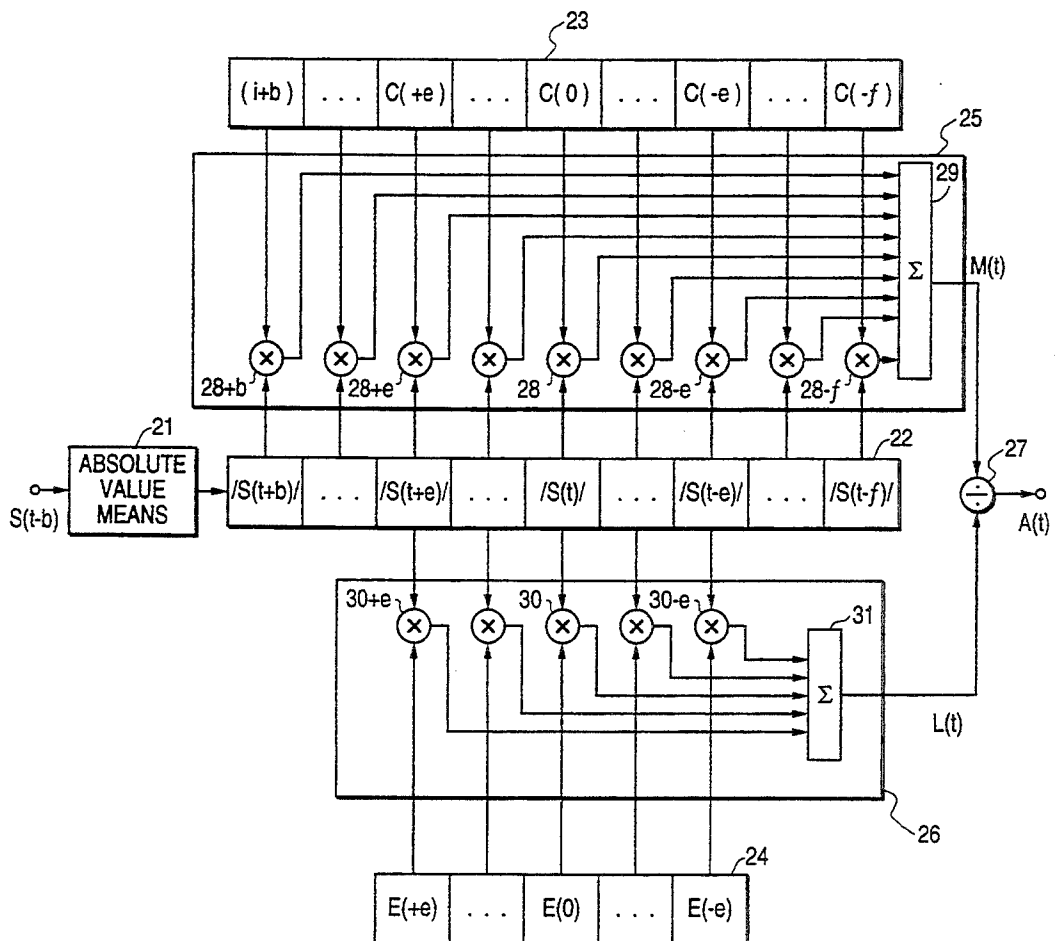 23
(i+b) ... C(+e) ... C(0) ... C(-e) ... C(-f)
25
29
Σ
M(t)
× × × × × × × × ×
28+b 28+e 28 28-e 28-f
21
ABSOLUTE
VALUE
MEANS
S(t-b)
22
/S(t+b)/ ... /S(t+e)/ ... /S(t)/ ... /S(t-e)/ ... /S(t-f)/
27
÷
A(t)
30+e 30 30-e
× × × × ×
31
Σ
L(t)
26
24
E(+e) ... E(0) ... E(-e)